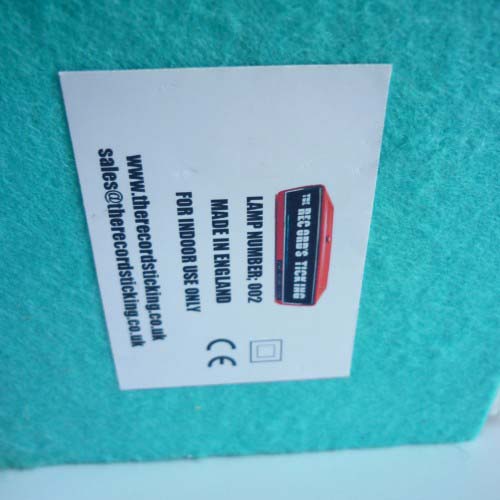 THE RECORD'S TICKING
LAMP NUMBER; 002
MADE IN ENGLAND
FOR INDOOR USE ONLY
CE
www.therecordsticking.co.uk
sales@therecordsticking.co.uk